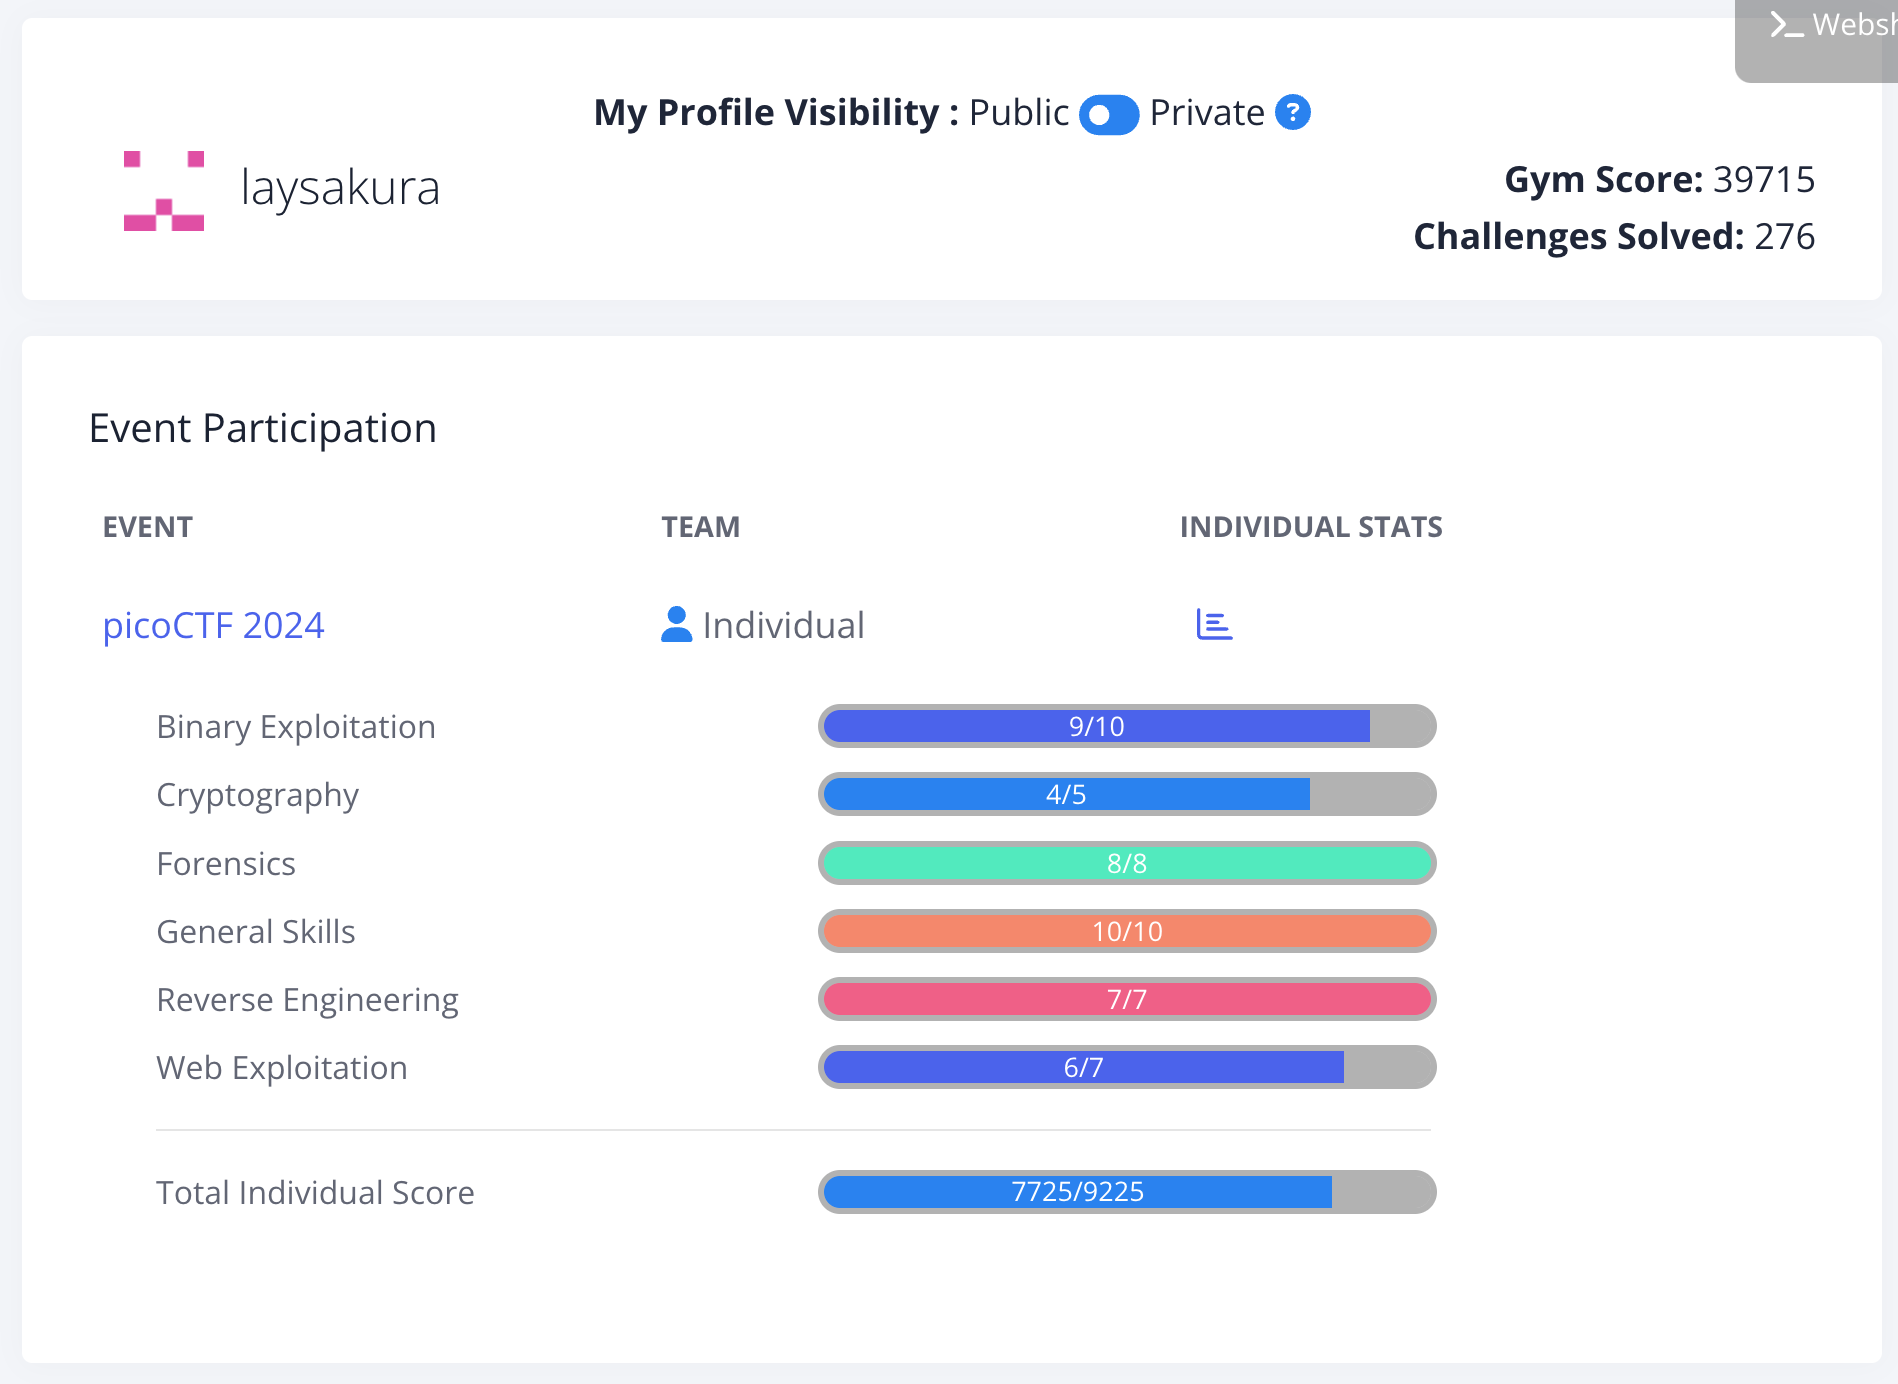 Websh
My Profile Visibility : Public Private ?
laysakura
Gym Score: 39715
Challenges Solved: 276
Event Participation
EVENT TEAM INDIVIDUAL STATS
picoCTF 2024 Individual
Binary Exploitation 9/10
Cryptography 4/5
Forensics 8/8
General Skills 10/10
Reverse Engineering 7/7
Web Exploitation 6/7
Total Individual Score 7725/9225